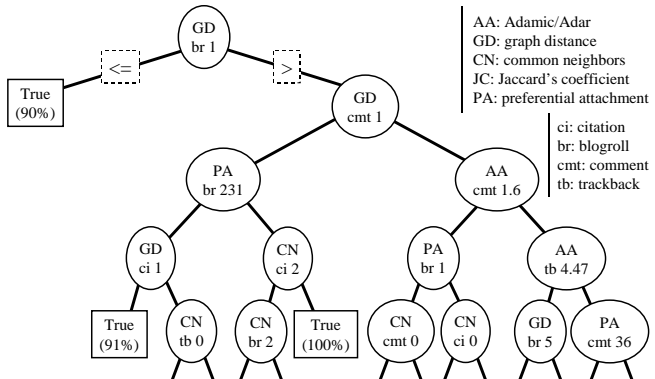 GD
br 1
<=
>
True
(90%)
GD
cmt 1
AA: Adamic/Adar
GD: graph distance
CN: common neighbors
JC: Jaccard's coefficient
PA: preferential attachment
ci: citation
br: blogroll
cmt: comment
tb: trackback
PA
br 231
AA
cmt 1.6
GD
ci 1
CN
ci 2
PA
br 1
AA
tb 4.47
True
(91%)
CN
tb 0
CN
br 2
True
(100%)
CN
cmt 0
CN
ci 0
GD
br 5
PA
cmt 36